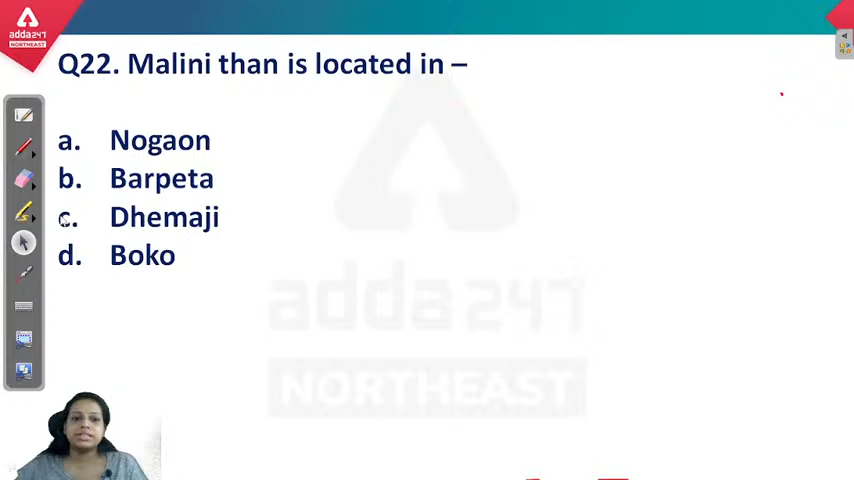 adda247
NORTHEAST
Q22. Malini than is located in –
a. Nogaon
b. Barpeta
c. Dhemaji
d. Boko
adda247
NORTHEAST